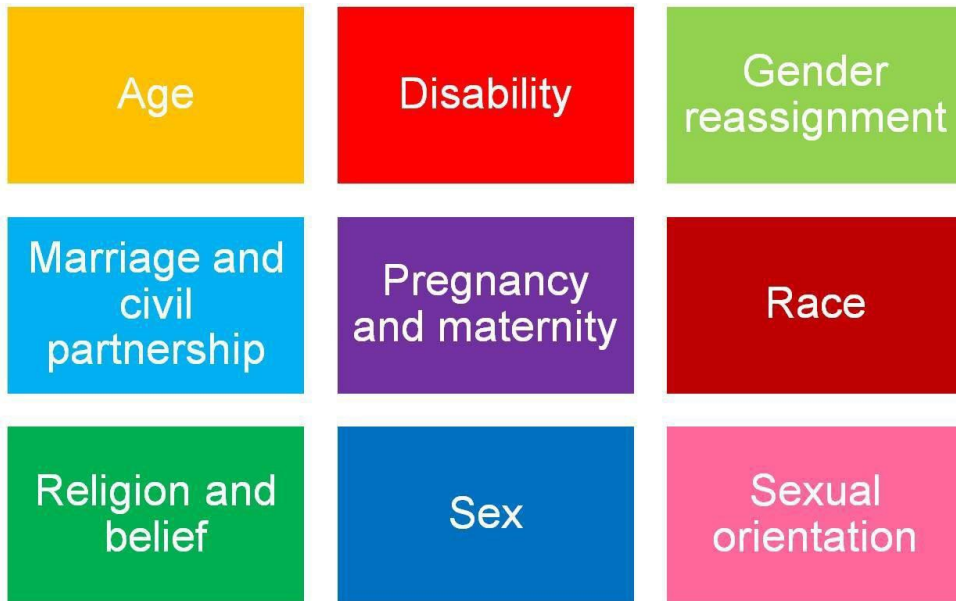 Age
Disability
Gender
reassignment
Marriage and
civil
partnership
Pregnancy
and maternity
Race
Religion and
belief
Sex
Sexual
orientation